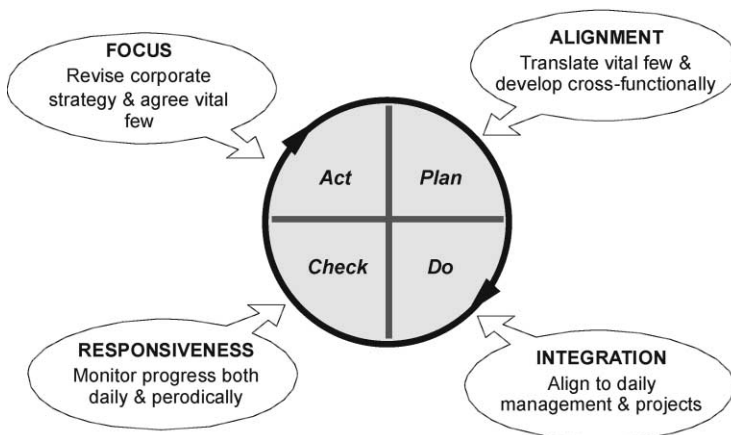 FOCUS
Revise corporate
strategy & agree vital
few
ALIGNMENT
Translate vital few &
develop cross-functionally
Act
Plan
Check
Do
RESPONSIVENESS
Monitor progress both
daily & perodically
INTEGRATION
Align to daily
management & projects